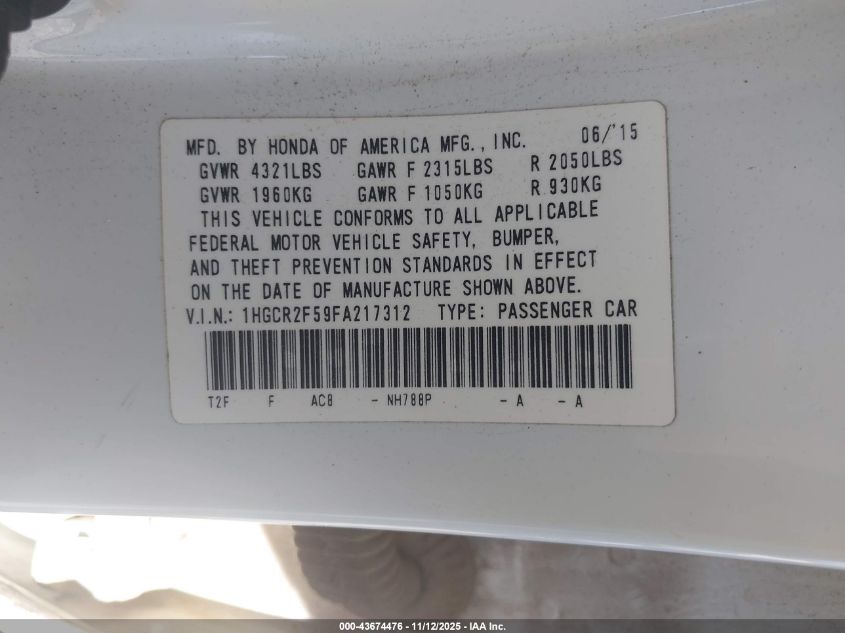 MFD. BY HONDA OF AMERICA MFG., INC. 06/'15
GVWR 4321LBS GAWR F 2315LBS R 2050LBS
GVWR 1960KG GAWR F 1050KG R 930KG
THIS VEHICLE CONFORMS TO ALL APPLICABLE
FEDERAL MOTOR VEHICLE SAFETY, BUMPER,
AND THEFT PREVENTION STANDARDS IN EFFECT
ON THE DATE OF MANUFACTURE SHOWN ABOVE.
V.I.N.: 1HGCR2F59FA217312 TYPE: PASSENGER CAR
T2F F AC8 - NH788P - A - A
000-43674476 - 11/12/2025 - IAA Inc.